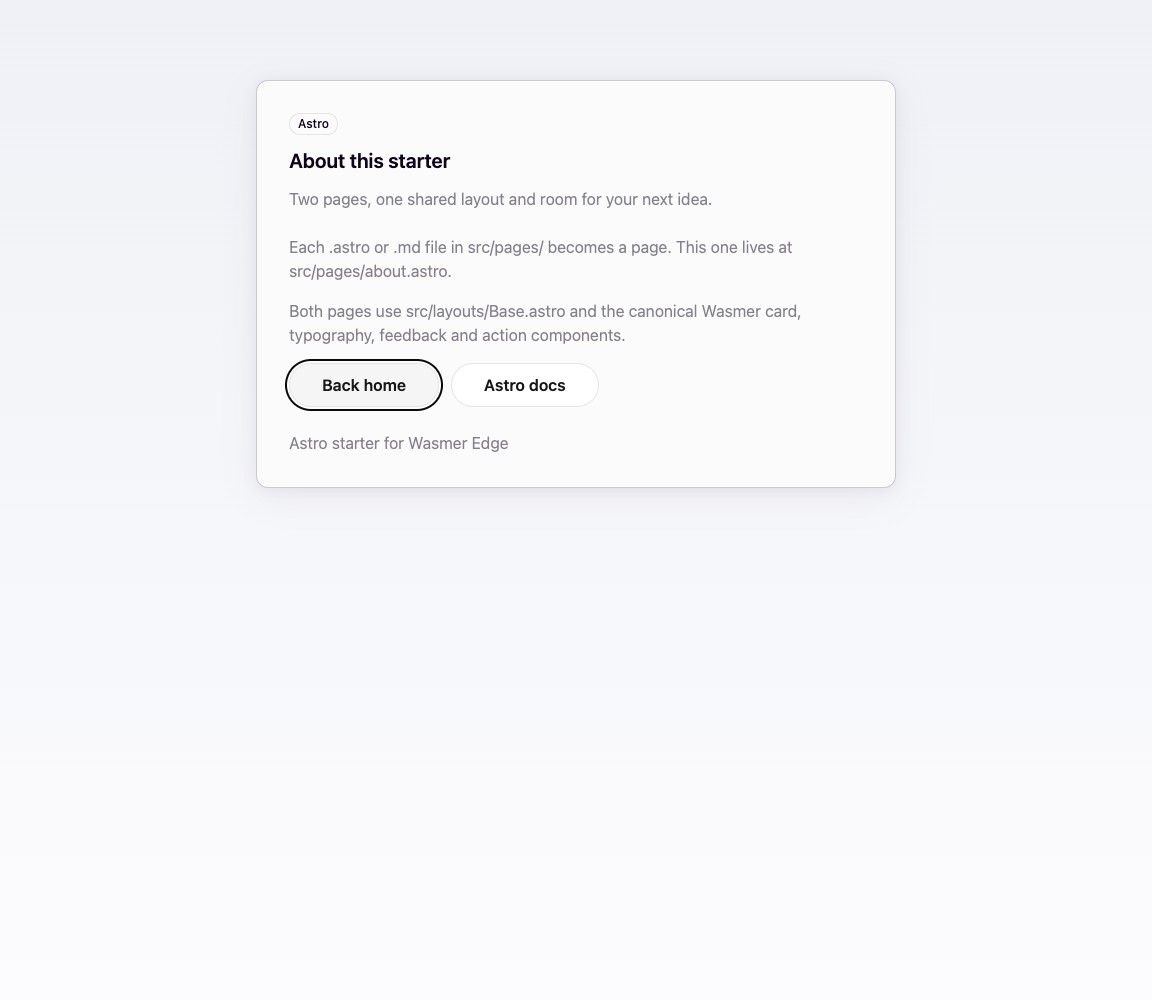 Astro
About this starter
Two pages, one shared layout and room for your next idea.
Each .astro or .md file in src/pages/ becomes a page. This one lives at
src/pages/about.astro.
Both pages use src/layouts/Base.astro and the canonical Wasmer card,
typography, feedback and action components.
Back home
Astro docs
Astro starter for Wasmer Edge